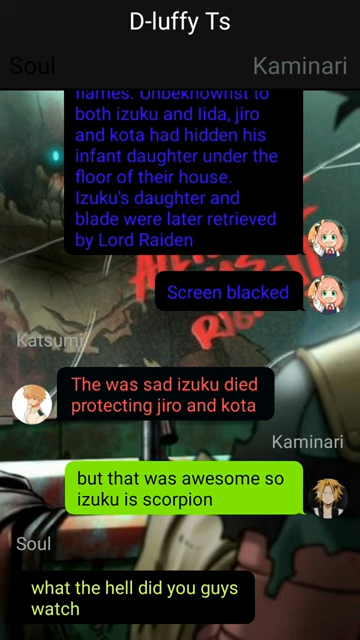 D-luffy Ts
Soul
Kaminari
flames. Unbeknownst to
both izuku and Iida, jiro
and kota had hidden his
infant daughter under the
floor of their house.
Izuku's daughter and
blade were later retrieved
by Lord Raiden
Screen blacked
Katsumi
The was sad izuku died
protecting jiro and kota
Kaminari
but that was awesome so
izuku is scorpion
Soul
what the hell did you guys
watch